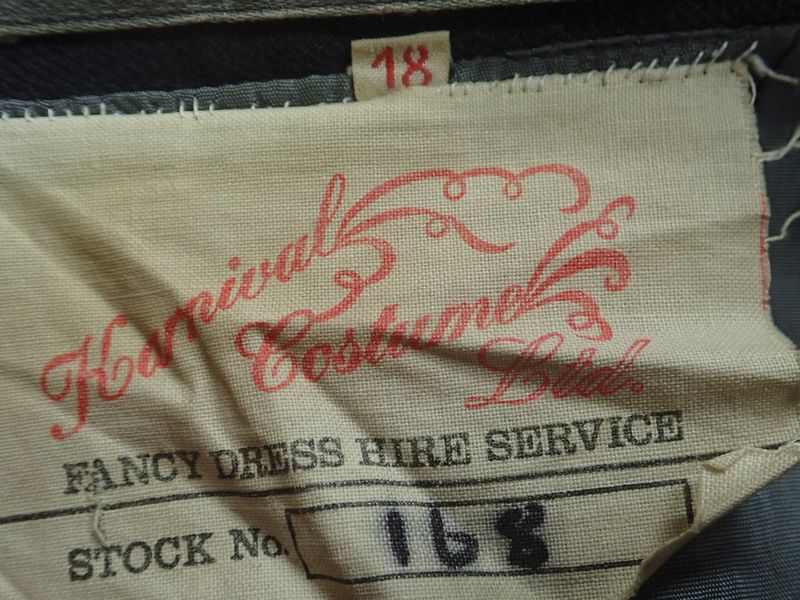 18
Karnival
Costume
Ltd.
FANCY DRESS HIRE SERVICE
STOCK No. 168